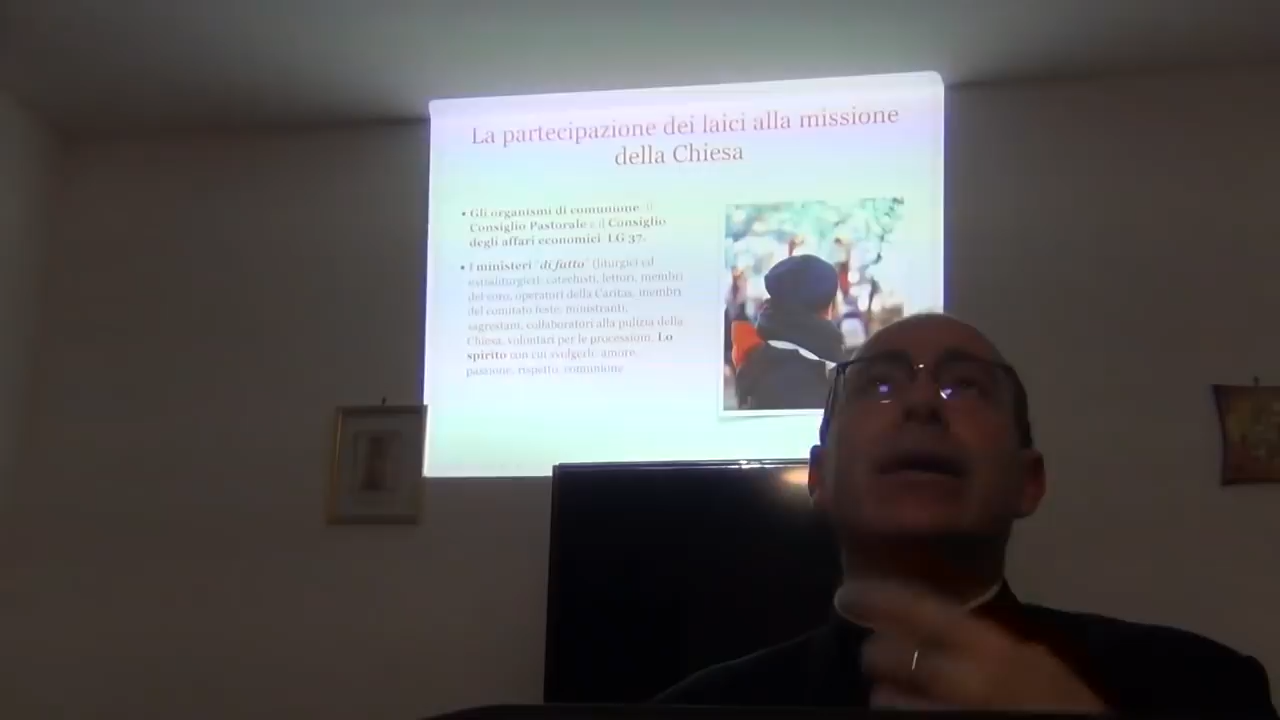 La partecipazione dei laici alla missione
della Chiesa
• Gli organismi di comunione: il
Consiglio Pastorale e il Consiglio
degli affari economici LG 37.
• I ministeri "di fatto" (liturgici ed
extraliturgici): catechisti, lettori, membri
del coro, operatori della Caritas, membri
del comitato feste, ministranti,
sagrestani, collaboratori alla pulizia della
Chiesa, volontari per le processioni. Lo
spirito con cui svolgerli: amore,
passione, rispetto, comunione